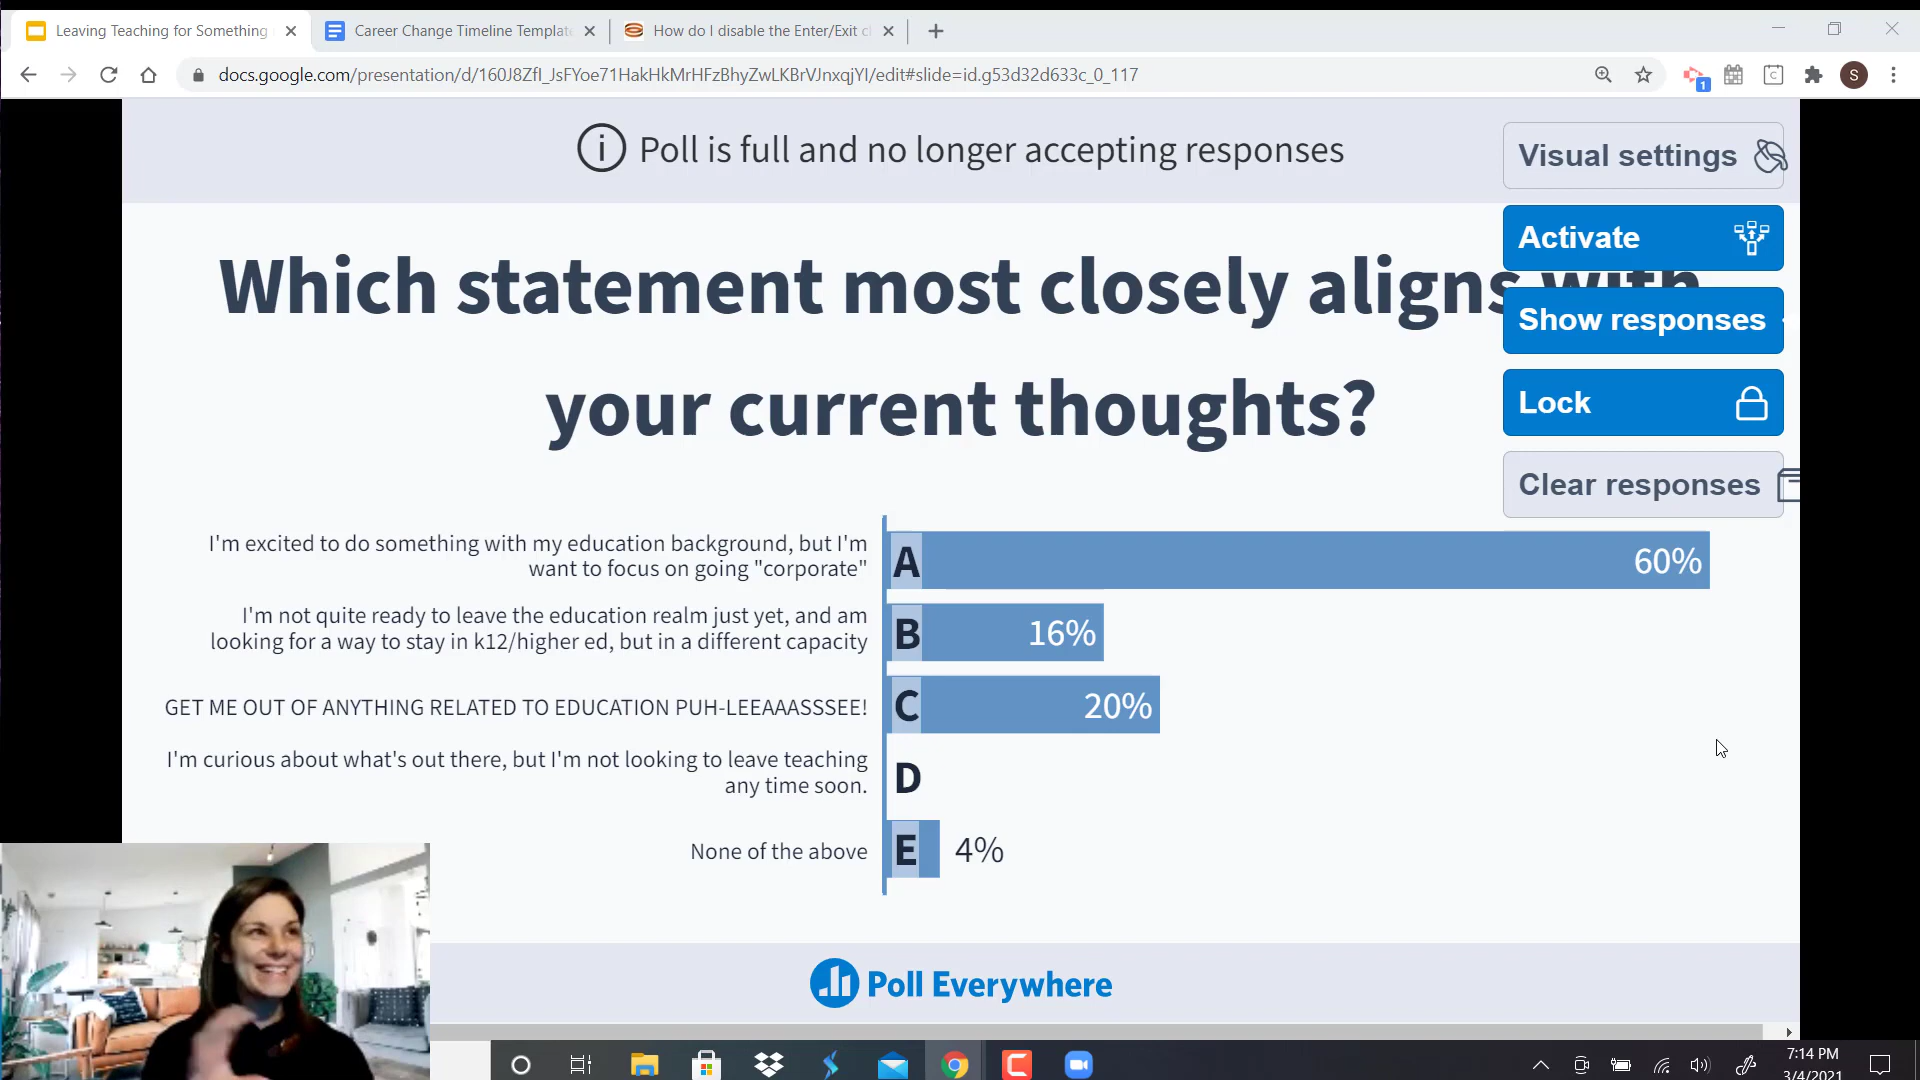 Leaving Teaching for Something
Career Change Timeline Templat
How do I disable the Enter/Exit c
docs.google.com/presentation/d/160J8ZfI_JsFYoe71HakHkMrHFzBhyZwLKBrVJnxqjYI/edit#slide=id.g53d32d633c_0_117
1
C
S
Poll is full and no longer accepting responses
Visual settings
Activate
Which statement most closely aligns with
Show responses
your current thoughts?
Lock
Clear responses
I'm excited to do something with my education background, but I'm
want to focus on going "corporate"
A
60%
I'm not quite ready to leave the education realm just yet, and am
looking for a way to stay in k12/higher ed, but in a different capacity
B
16%
GET ME OUT OF ANYTHING RELATED TO EDUCATION PUH-LEEAAASSSEE!
C
20%
I'm curious about what's out there, but I'm not looking to leave teaching
any time soon.
D
None of the above
E
4%
Poll Everywhere
7:14 PM
3/4/2021